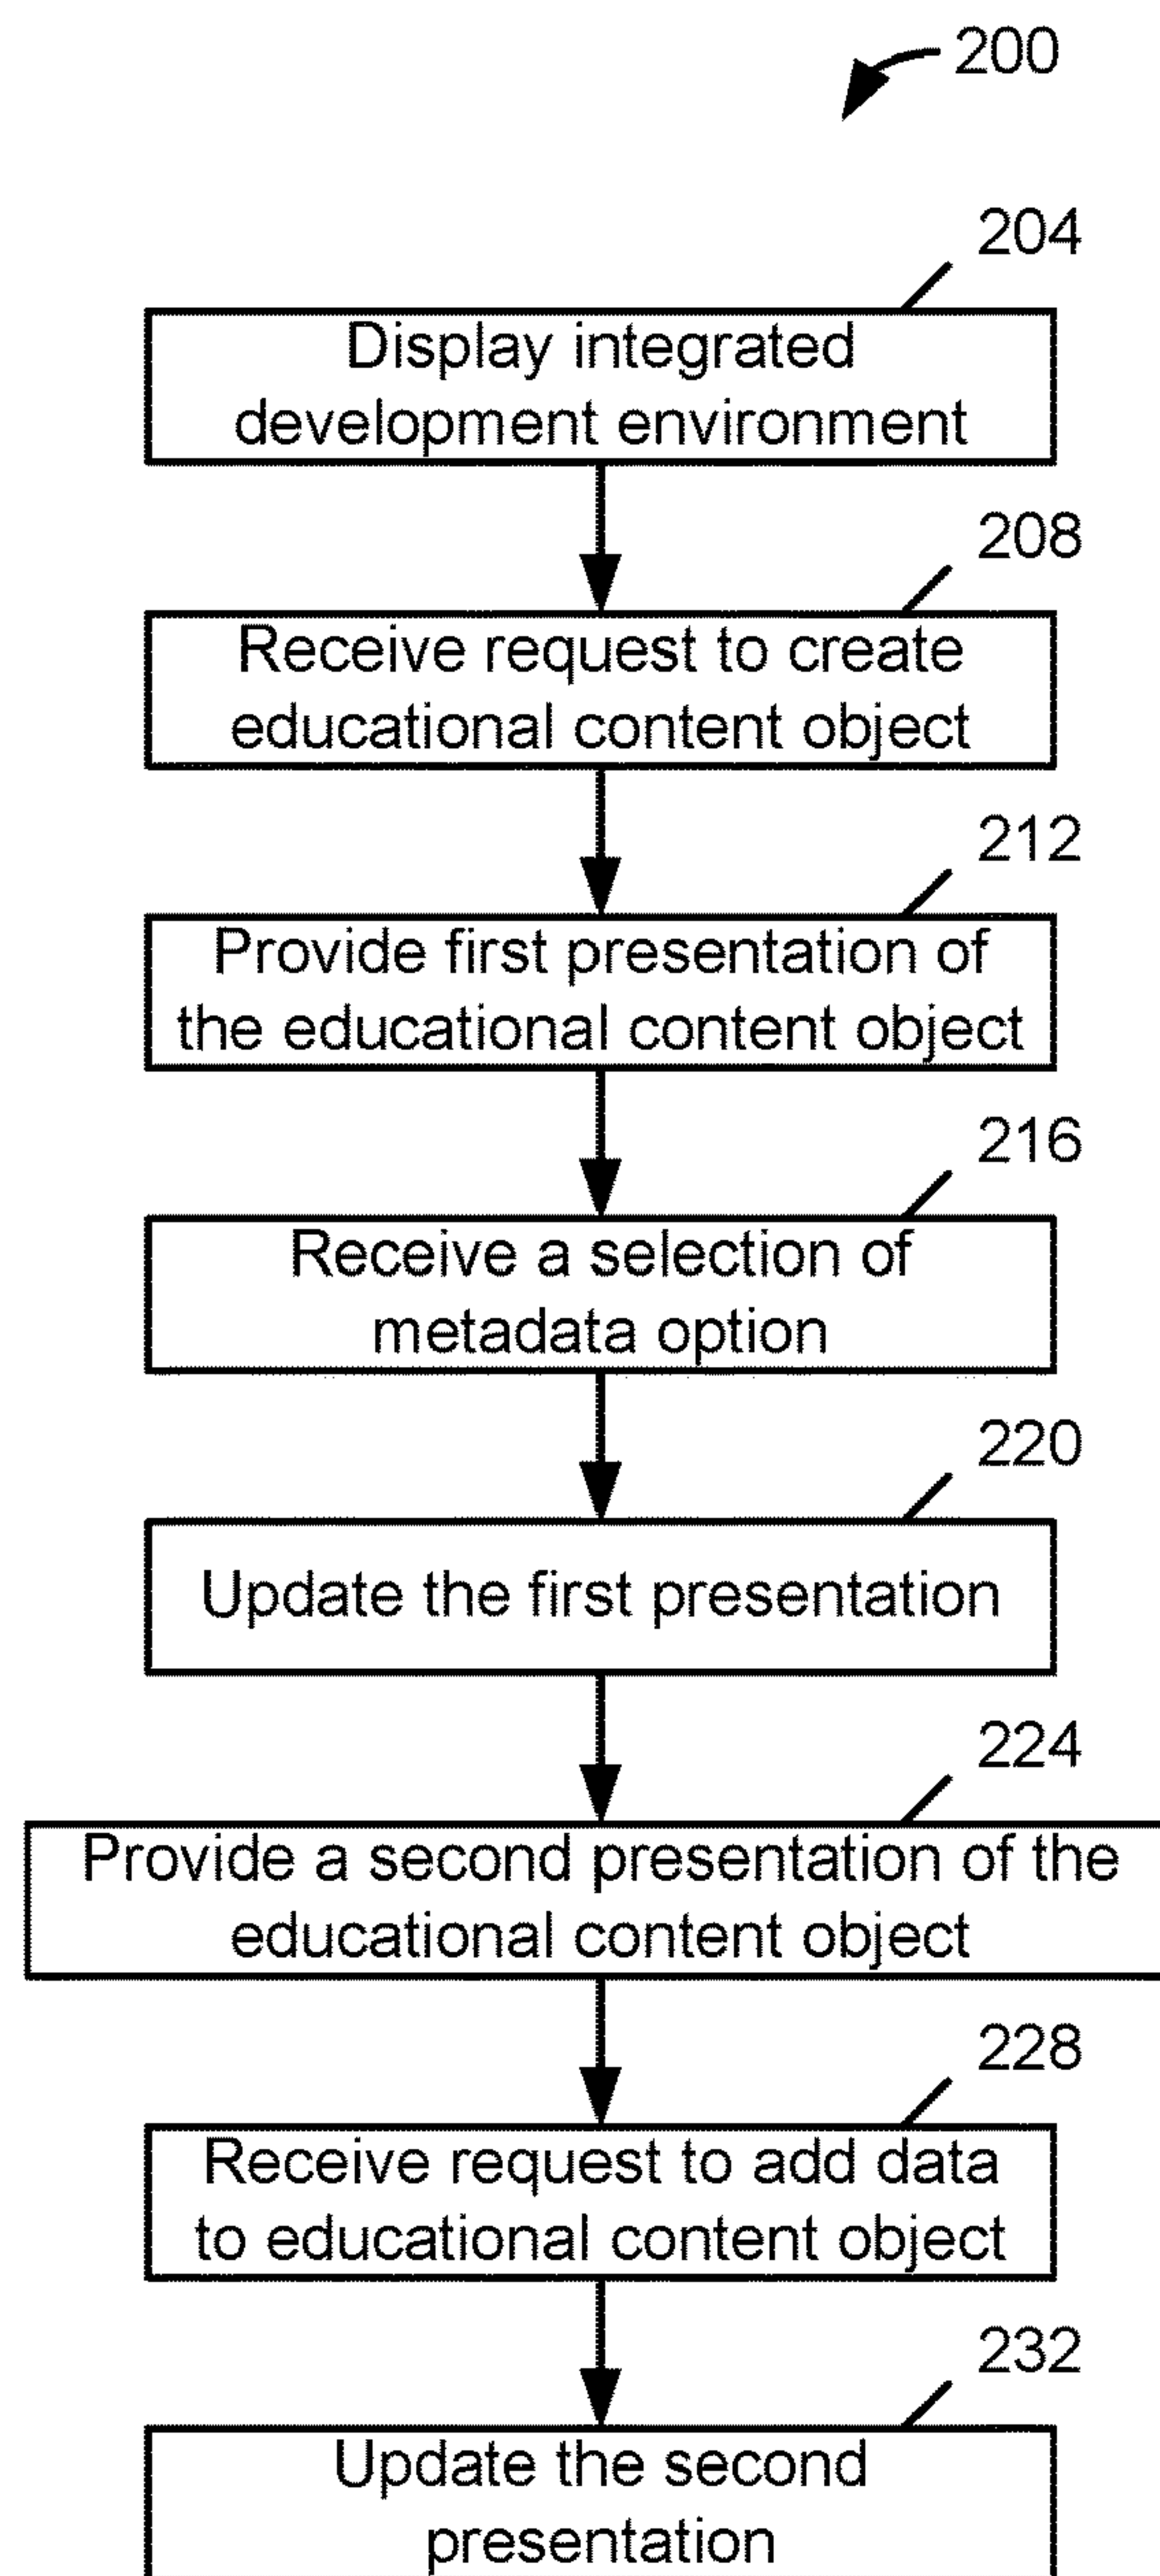 200
204
Display integrated
development environment
208
Receive request to create
educational content object
212
Provide first presentation of
the educational content object
216
Receive a selection of
metadata option
220
Update the first presentation
224
Provide a second presentation of the
educational content object
228
Receive request to add data
to educational content object
232
Update the second
presentation